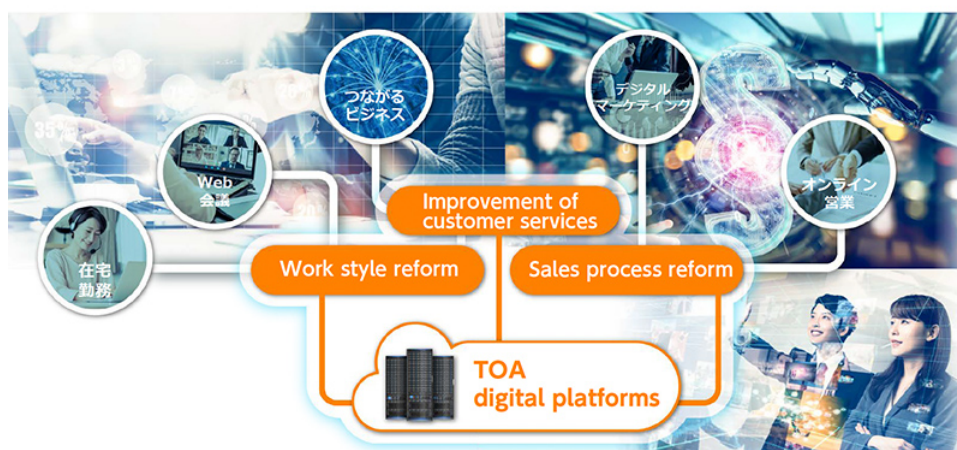 つながる
ビジネス
デジタル
マーケティング
Web
会議
オンライン
営業
在宅
勤務
Improvement of
customer services
Work style reform
Sales process reform
TOA
digital platforms
35%
20%